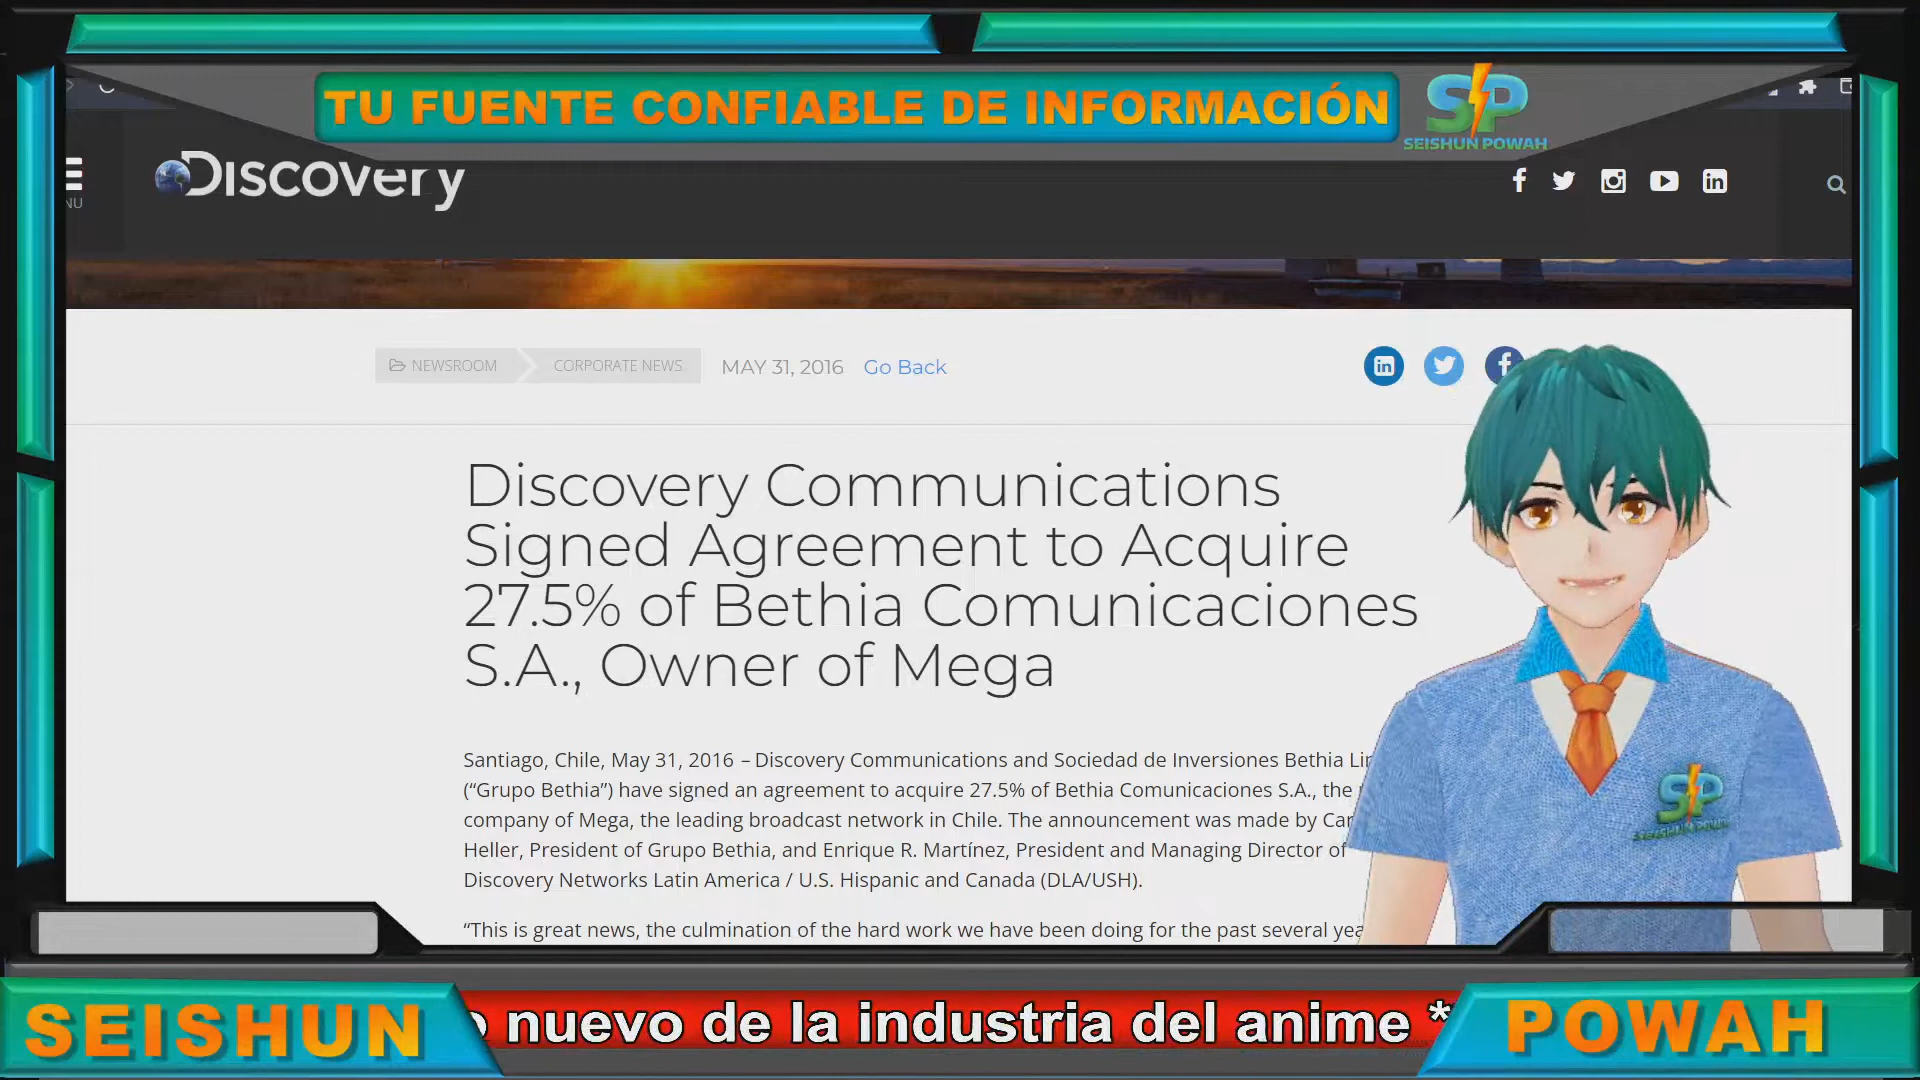 TU FUENTE CONFIABLE DE INFORMACIÓN
SP
SEISHUN POWAH
Discovery
NU
NEWSROOM
CORPORATE NEWS
MAY 31, 2016
Go Back
Discovery Communications
Signed Agreement to Acquire
27.5% of Bethia Comunicaciones
S.A., Owner of Mega
Santiago, Chile, May 31, 2016 – Discovery Communications and Sociedad de Inversiones Bethia
(“Grupo Bethia”) have signed an agreement to acquire 27.5% of Bethia Comunicaciones S.A., the
company of Mega, the leading broadcast network in Chile. The announcement was made by
Heller, President of Grupo Bethia, and Enrique R. Martínez, President and Managing Director of
Discovery Networks Latin America / U.S. Hispanic and Canada (DLA/USH).
“This is great news, the culmination of the hard work we have been doing for the past several
SP
SEISHUN POWAH
SEISHUN
o nuevo de la industria del anime *
POWAH